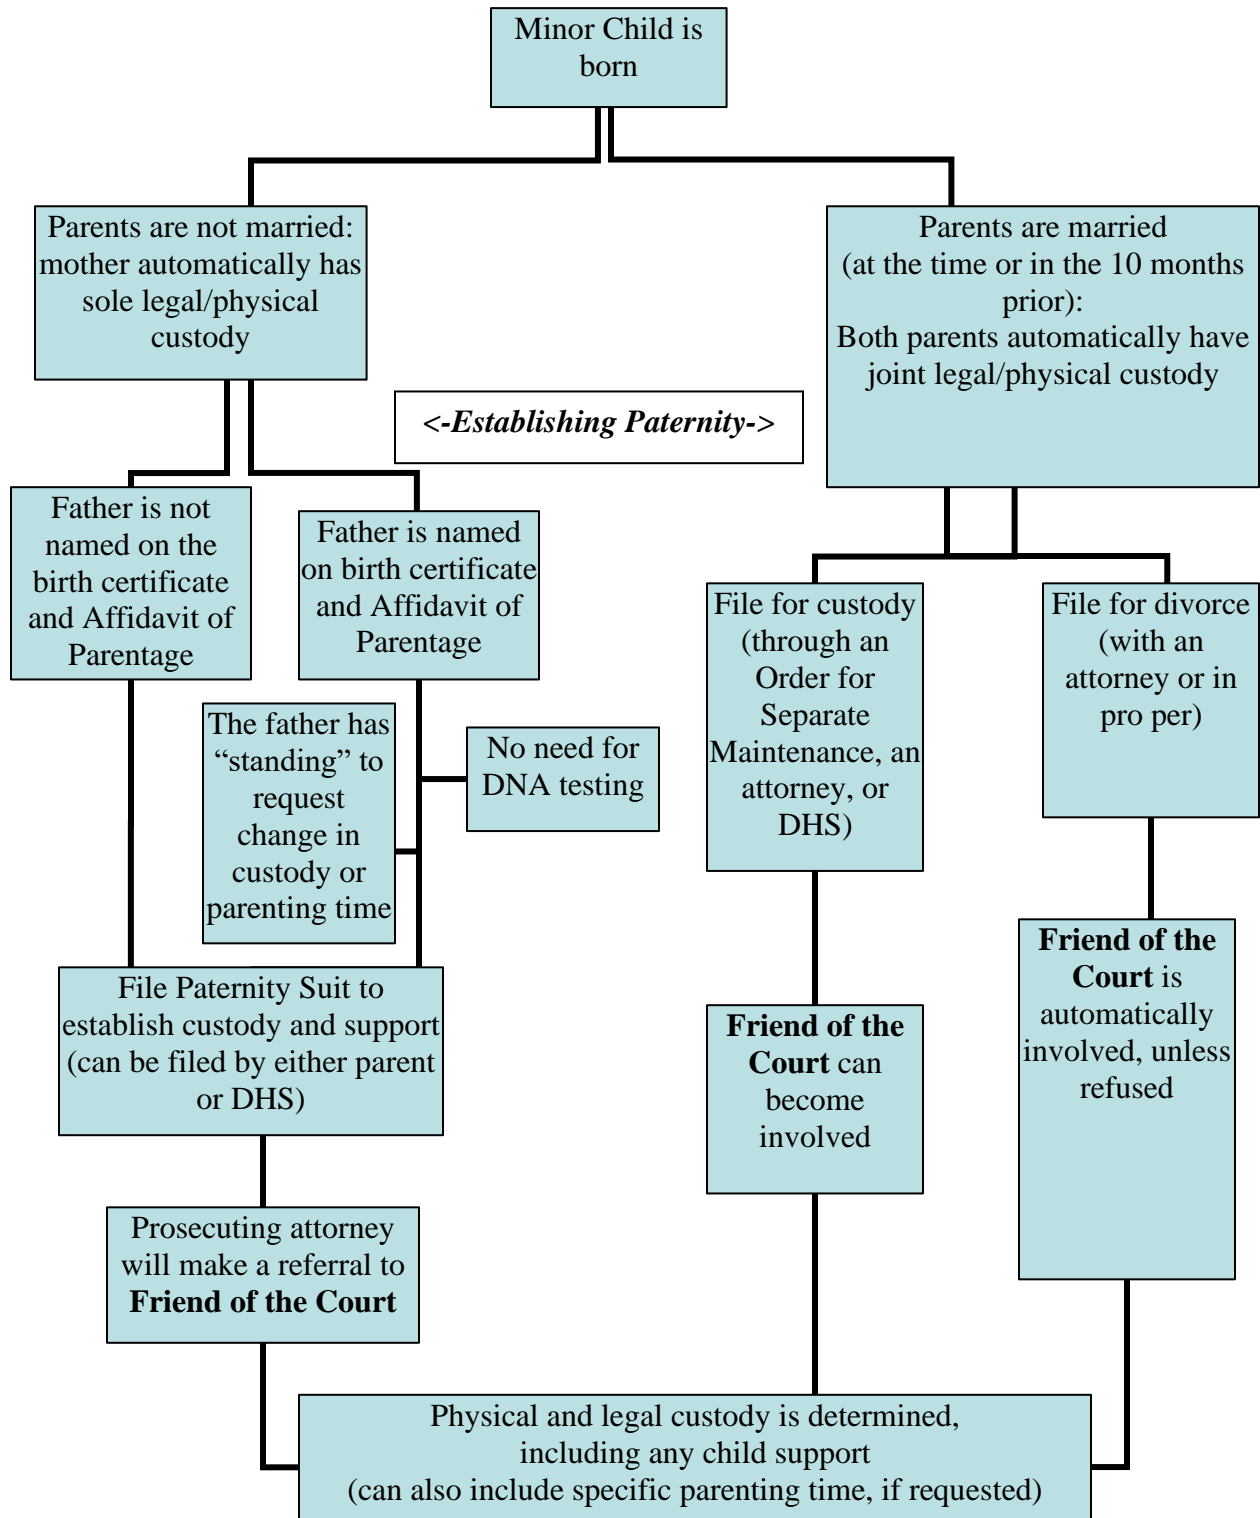 Minor Child is
born
Parents are not married:
mother automatically has
sole legal/physical
custody
Parents are married
(at the time or in the 10 months
prior):
Both parents automatically have
joint legal/physical custody
<-Establishing Paternity->
Father is not
named on the
birth certificate
and Affidavit of
Parentage
Father is named
on birth certificate
and Affidavit of
Parentage
The father has
“standing” to
request
change in
custody or
parenting time
No need for
DNA testing
File for custody
(through an
Order for
Separate
Maintenance, an
attorney, or
DHS)
File for divorce
(with an
attorney or in
pro per)
File Paternity Suit to
establish custody and support
(can be filed by either parent
or DHS)
Friend of the
Court can
become
involved
Friend of the
Court is
automatically
involved, unless
refused
Prosecuting attorney
will make a referral to
Friend of the Court
Physical and legal custody is determined,
including any child support
(can also include specific parenting time, if requested)